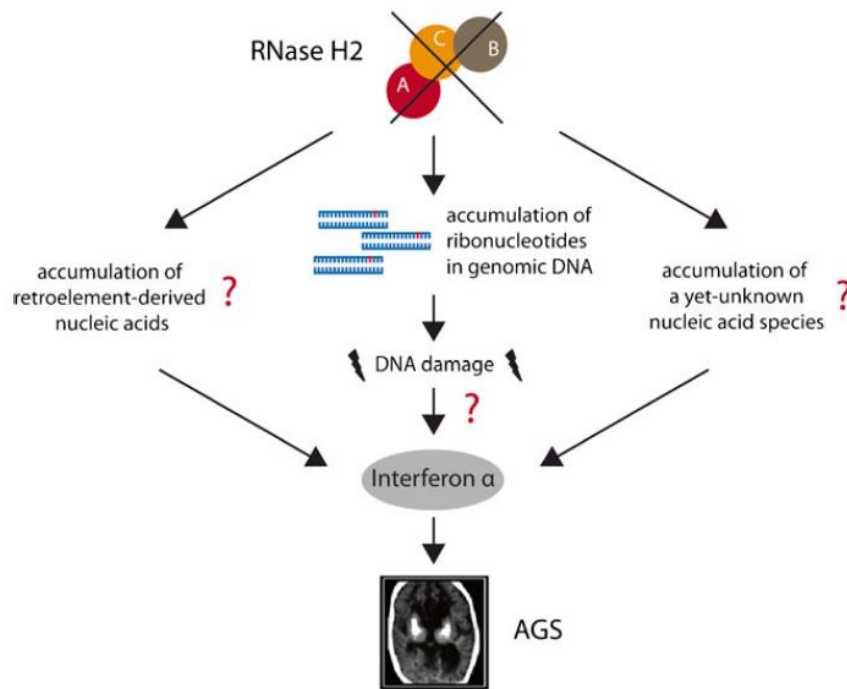 RNase H2
C
B
A
accumulation of
ribonucleotides
in genomic DNA
accumulation of
retroelement-derived
nucleic acids
?
accumulation of
a yet-unknown
nucleic acid species
?
DNA damage
?
Interferon α
AGS